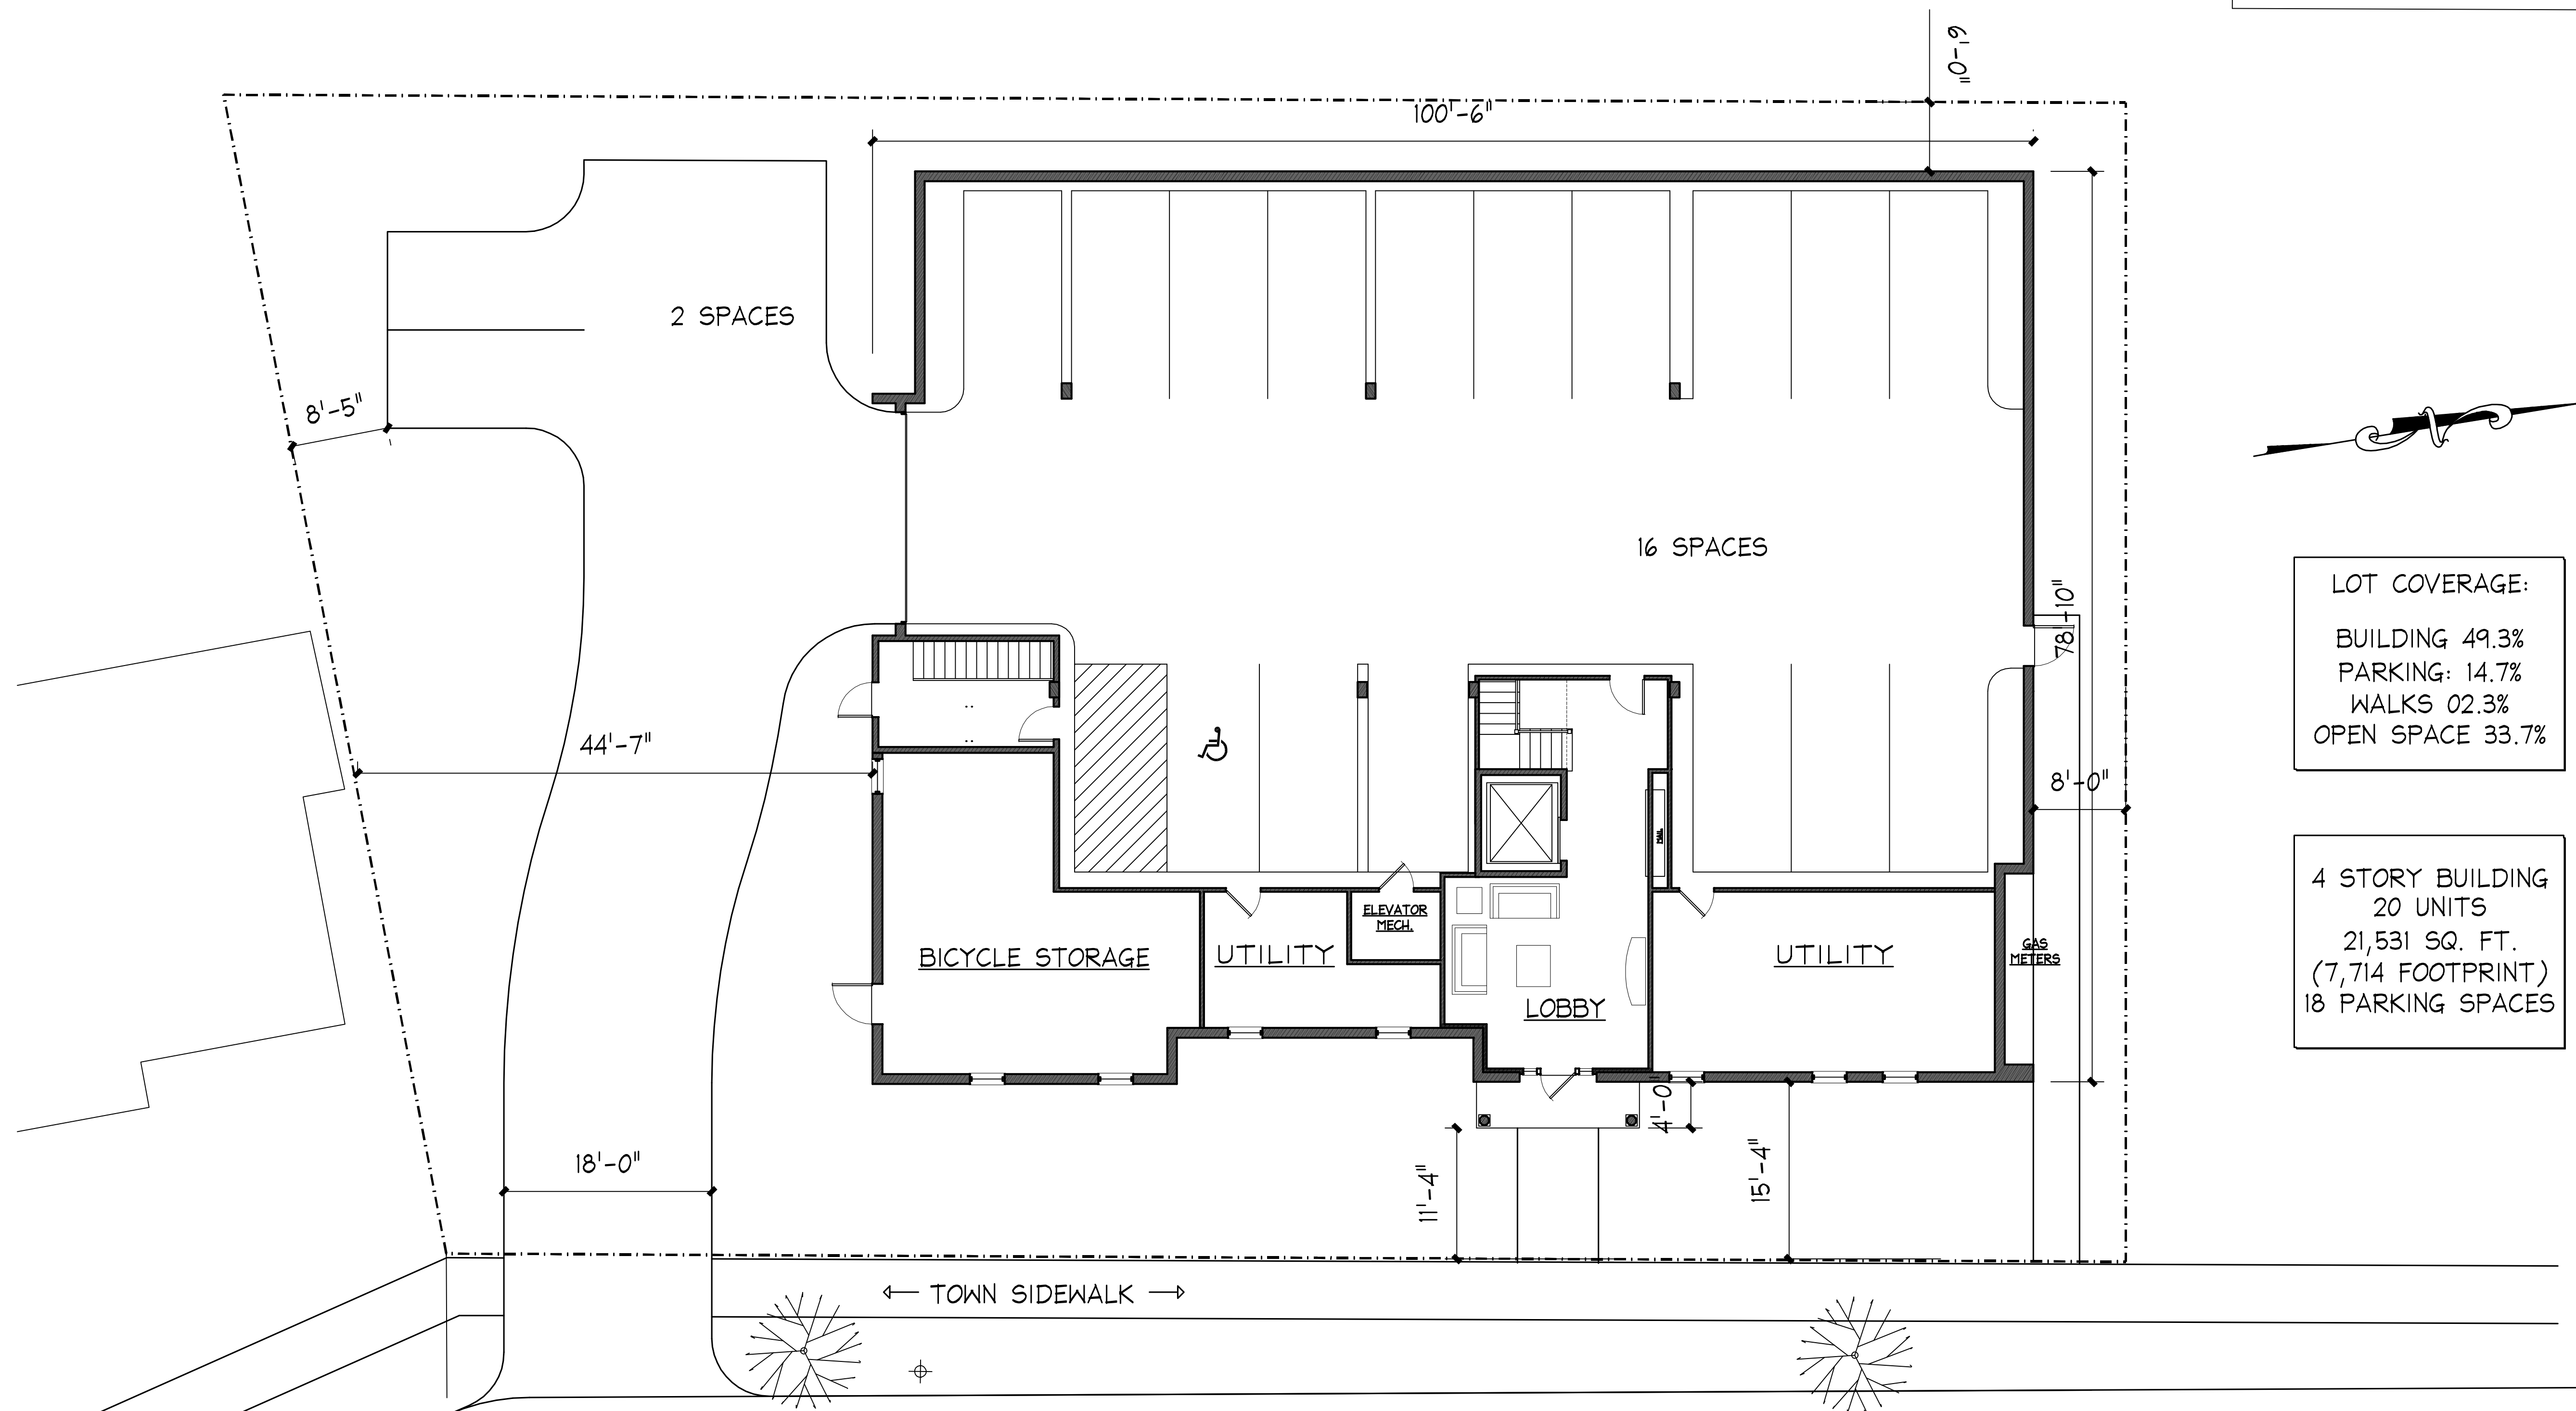 6'-0"
100'-6"
2 SPACES
8'-5"
16 SPACES
78'-10"
44'-7"
8'-0"
MAIL
ELEVATOR
MECH.
BICYCLE STORAGE
UTILITY
UTILITY
GAS
METERS
LOBBY
4'-0"
18'-0"
11'-4"
15'-4"
← TOWN SIDEWALK →
N
LOT COVERAGE:
BUILDING 49.3%
PARKING: 14.7%
WALKS 02.3%
OPEN SPACE 33.7%
4 STORY BUILDING
20 UNITS
21,531 SQ. FT.
(7,714 FOOTPRINT)
18 PARKING SPACES